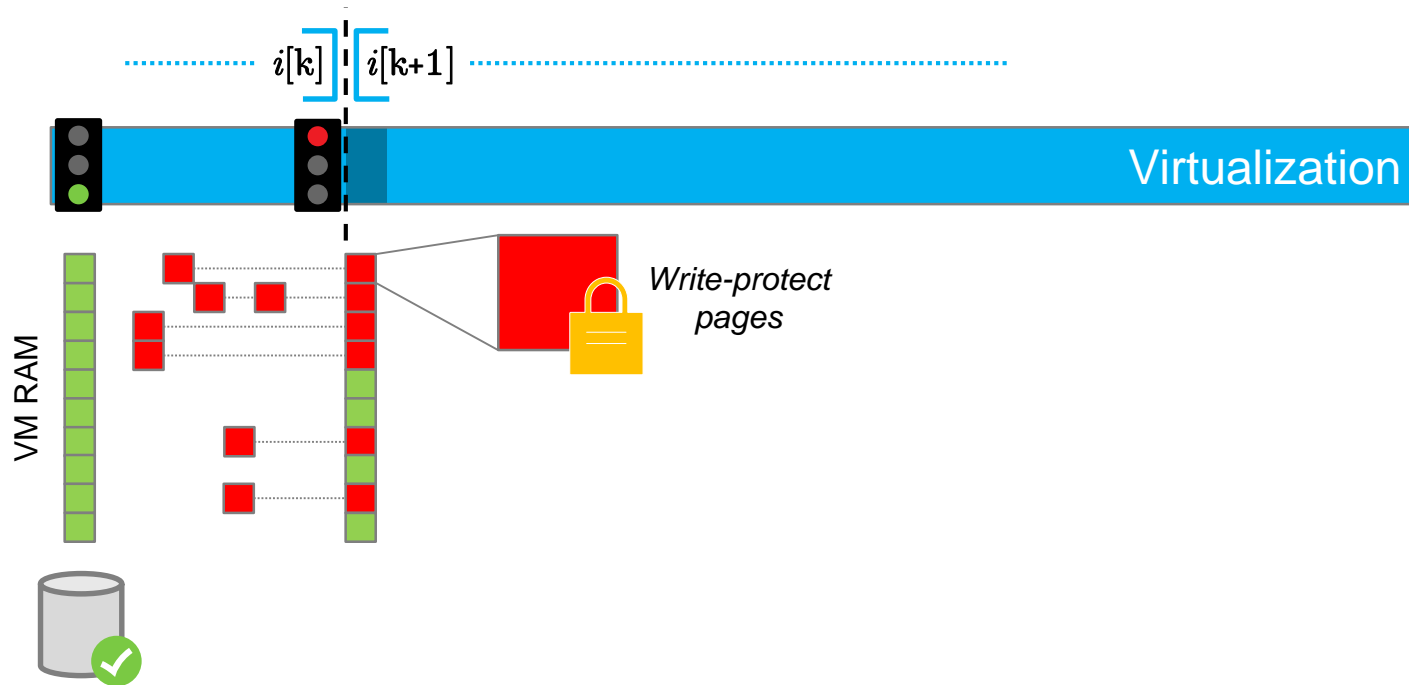 i[k]
i[k+1]
Virtualization
Write-protect
pages
VM RAM